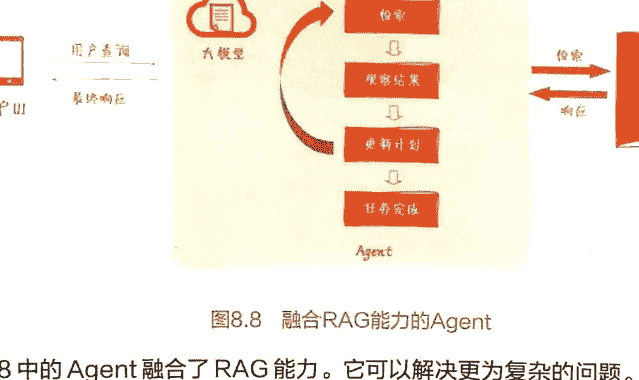 检索
大模型
用户查询
最终响应
户UI
观察结果
更新计划
任务完成
检索
响应
Agent
图8.8 融合RAG能力的Agent
8 中的 Agent 融合了 RAG 能力。它可以解决更为复杂的问题。